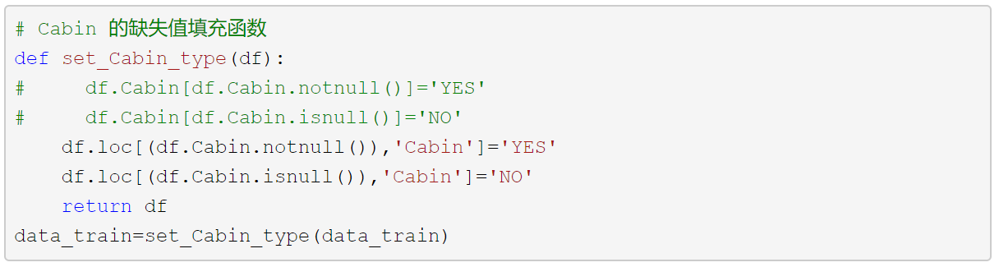 # Cabin 的缺失值填充函数
def set_Cabin_type(df):
#     df.Cabin[df.Cabin.notnull()]='YES'
#     df.Cabin[df.Cabin.isnull()]='NO'
    df.loc[(df.Cabin.notnull()),'Cabin']='YES'
    df.loc[(df.Cabin.isnull()),'Cabin']='NO'
    return df
data_train=set_Cabin_type(data_train)